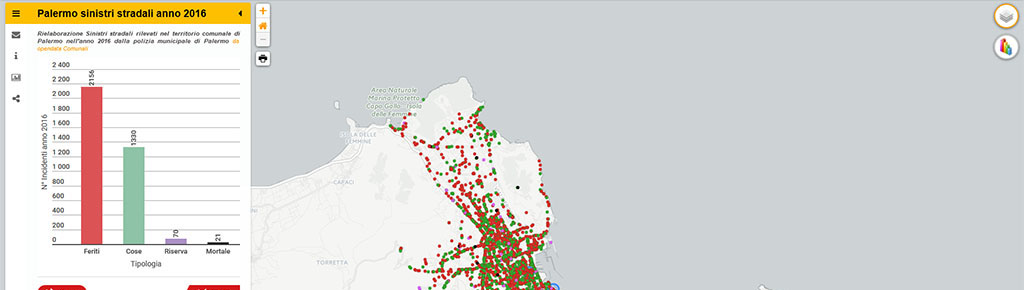 Palermo sinistri stradali anno 2016
Rielaborazione Sinistri stradali rilevati nel territorio comunale di
Palermo nell'anno 2016 dalla polizia municipale di Palermo da
opendata Comunali
2 400
2 200
2 000
1 800
1 600
1 400
1 200
1 000
800
600
400
200
0
N° Incidenti anno 2016
2156
1330
70
21
Feriti Cose Riserva Mortale
Tipologia
Area Naturale
Marina Protetta
Capo Gallo - Isola
delle Femmine
ISOLA DELLE
FEMMINE
CAPACI
TORRETTA